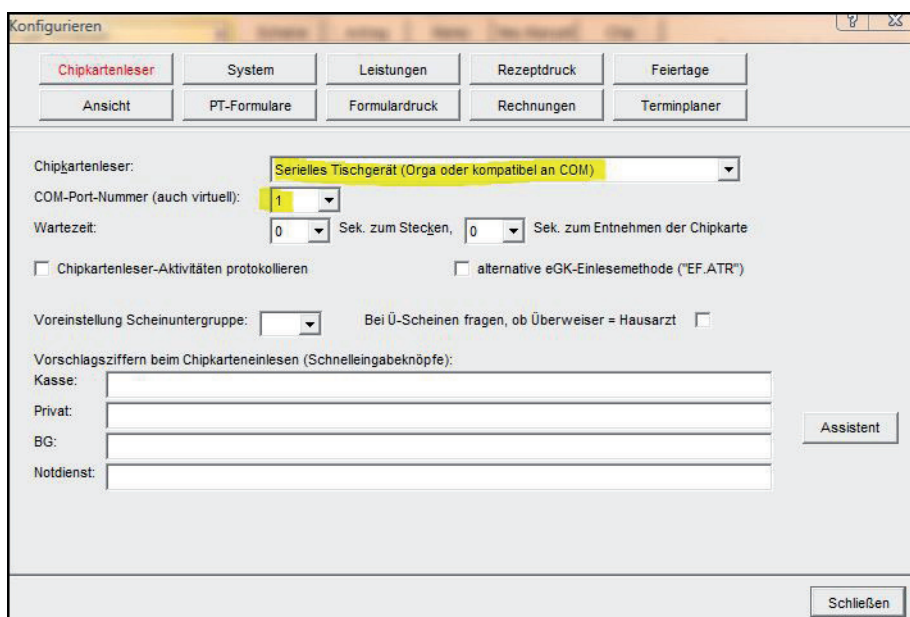 Konfigurieren
Chipkartenleser System Leistungen Rezeptdruck Feiertage
Ansicht PT-Formulare Formulardruck Rechnungen Terminplaner
Chipkartenleser: Serielles Tischgerät (Orga oder kompatibel an COM)
COM-Port-Nummer (auch virtuell): 1
Wartezeit: 0 Sek. zum Stecken, 0 Sek. zum Entnehmen der Chipkarte
Chipkartenleser-Aktivitäten protokollieren alternative eGK-Einlesemethode ("EF.ATR")
Voreinstellung Scheinuntergruppe: Bei Ü-Scheinen fragen, ob Überweiser = Hausarzt
Vorschlagsziffern beim Chipkarteneinlesen (Schnelleingabeknöpfe):
Kasse:
Privat:
Assistent
BG:
Notdienst:
Schließen